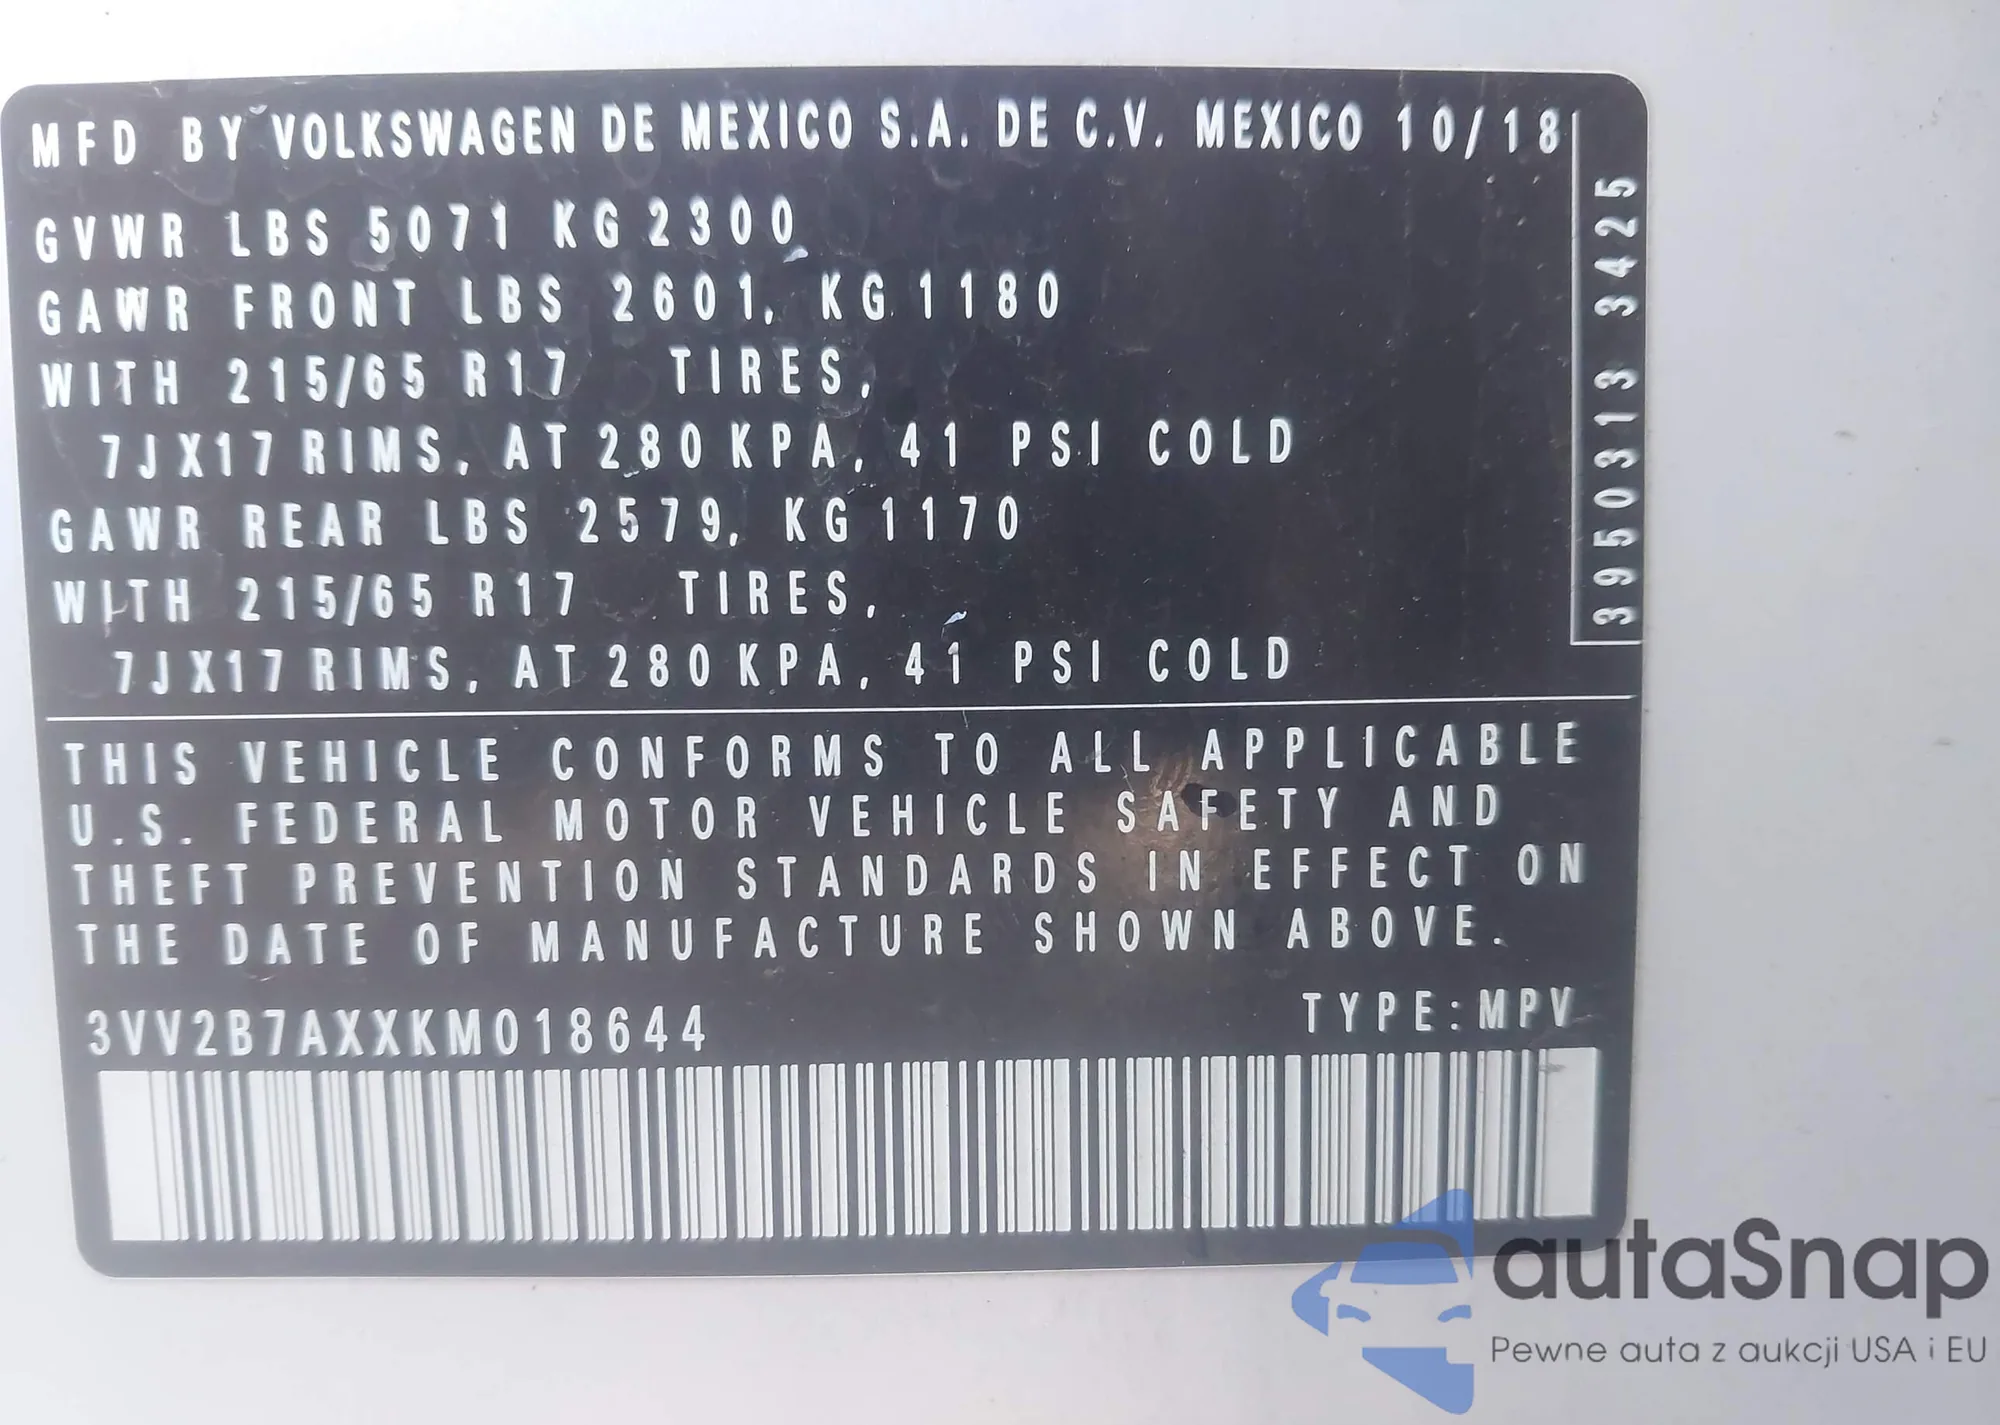 MFD BY VOLKSWAGEN DE MEXICO S.A. DE C.V. MEXICO 10/18
GVWR LBS 5071 KG 2300
GAWR FRONT LBS 2601, KG 1180
WITH 215/65 R17 TIRES,
7JX17 RIMS, AT 280 KPA, 41 PSI COLD
GAWR REAR LBS 2579, KG 1170
WITH 215/65 R17 TIRES,
7JX17 RIMS, AT 280 KPA, 41 PSI COLD
3950313 3425
THIS VEHICLE CONFORMS TO ALL APPLICABLE
U.S. FEDERAL MOTOR VEHICLE SAFETY AND
THEFT PREVENTION STANDARDS IN EFFECT ON
THE DATE OF MANUFACTURE SHOWN ABOVE.
3VV2B7AXXKM018644 TYPE:MPV
autaSnap
Pewne auta z aukcji USA i EU